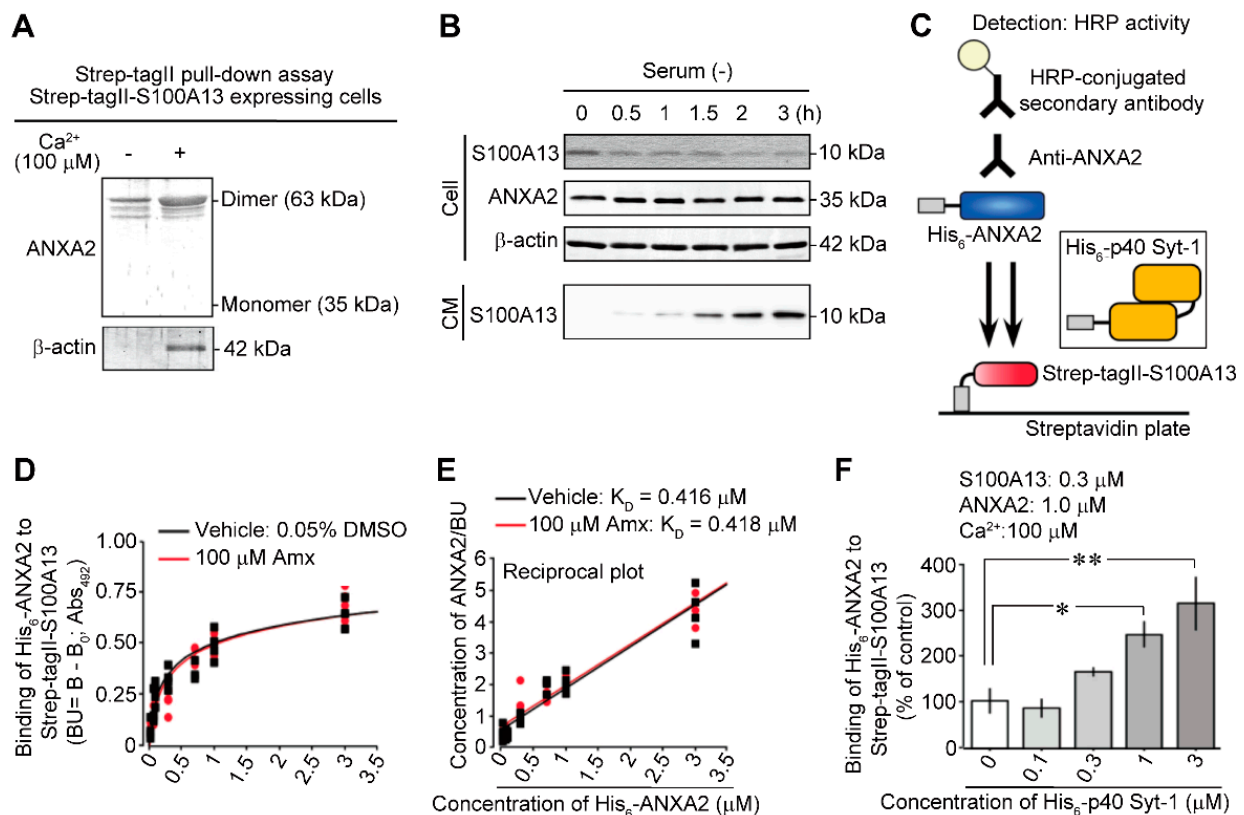 A
Strep-tagII pull-down assay
Strep-tagII-S100A13 expressing cells
Ca²⁺
(100 μM)
- +
ANXA2
Dimer (63 kDa)
Monomer (35 kDa)
β-actin
42 kDa
B
Serum (-)
0 0.5 1 1.5 2 3 (h)
Cell
S100A13
10 kDa
ANXA2
35 kDa
β-actin
42 kDa
CM
S100A13
10 kDa
C
Detection: HRP activity
HRP-conjugated
secondary antibody
Anti-ANXA2
His₆-ANXA2
His₆-p40 Syt-1
Strep-tagII-S100A13
Streptavidin plate
D
Vehicle: 0.05% DMSO
100 μM Amx
Binding of His₆-ANXA2 to
Strep-tagII-S100A13
(BU= B - B₀; Abs₄₉₂)
1.00
0.75
0.50
0.25
0
0 0.5 1 1.5 2 2.5 3 3.5
E
Vehicle: K_D = 0.416 μM
100 μM Amx: K_D = 0.418 μM
Reciprocal plot
Concentration of ANXA2/BU
6
5
4
3
2
1
0
0 0.5 1 1.5 2 2.5 3 3.5
Concentration of His₆-ANXA2 (μM)
F
S100A13: 0.3 μM
ANXA2: 1.0 μM
Ca²⁺:100 μM
Binding of His₆-ANXA2 to
Strep-tagII-S100A13
(% of control)
400
300
200
100
0
**
*
0 0.1 0.3 1 3
Concentration of His₆-p40 Syt-1 (μM)